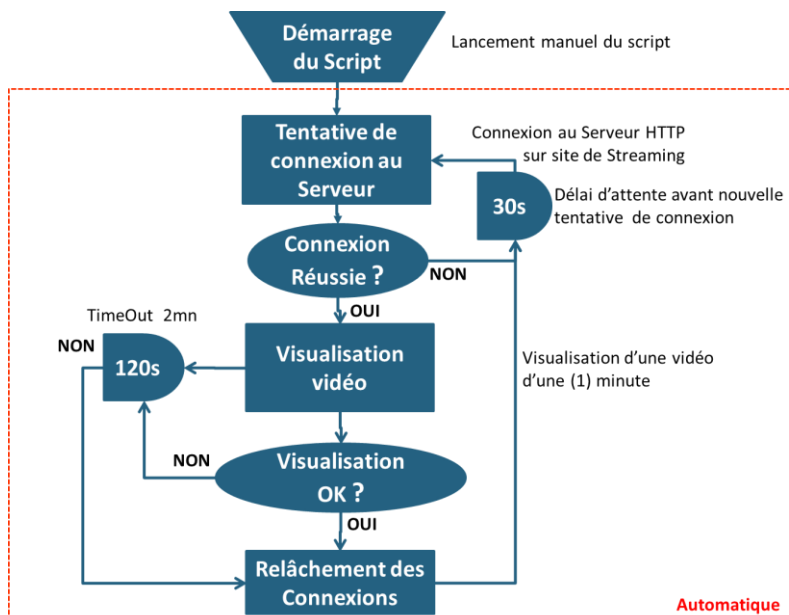 Démarrage
du Script
Lancement manuel du script
Tentative de
connexion au
Serveur
Connexion au Serveur HTTP
sur site de Streaming
30s
Délai d'attente avant nouvelle
tentative de connexion
Connexion
Réussie ?
NON
OUI
TimeOut 2mn
NON
120s
Visualisation
vidéo
Visualisation d'une vidéo
d'une (1) minute
NON
Visualisation
OK ?
OUI
Relâchement des
Connexions
Automatique